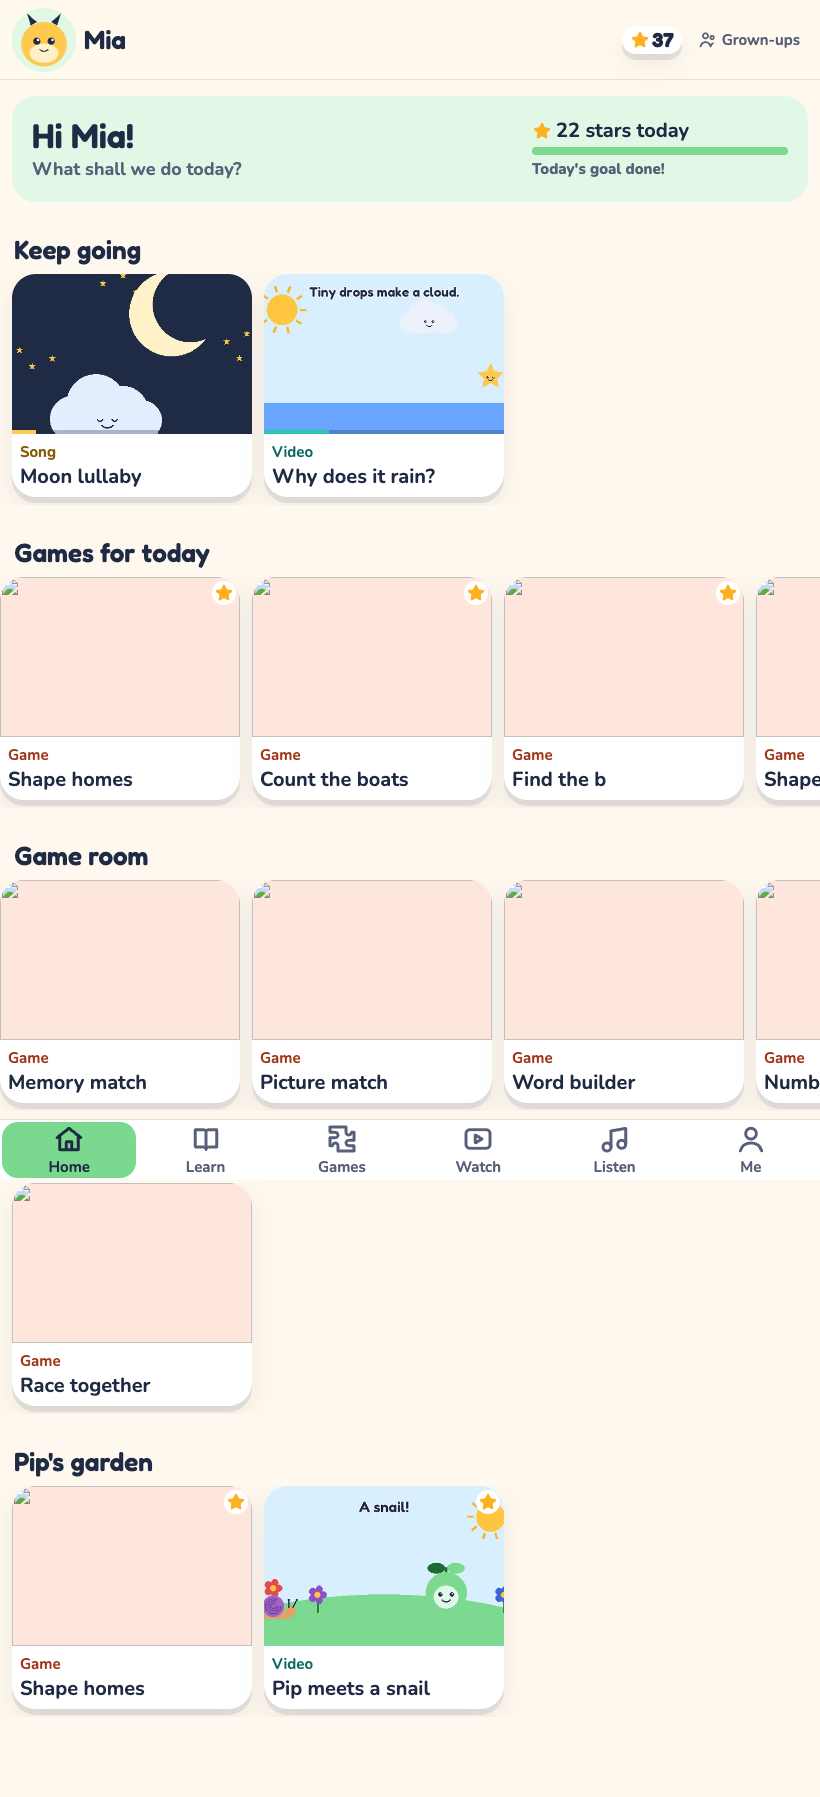 Mia
37
Grown-ups
Hi Mia!
What shall we do today?
22 stars today
Today's goal done!
Keep going
Tiny drops make a cloud.
Song
Moon lullaby
Video
Why does it rain?
Games for today
Game
Shape homes
Game
Count the boats
Game
Find the b
Game
Shape
Game room
Game
Memory match
Game
Picture match
Game
Word builder
Game
Numb
Home
Learn
Games
Watch
Listen
Me
Game
Race together
Pip's garden
A snail!
Game
Shape homes
Video
Pip meets a snail